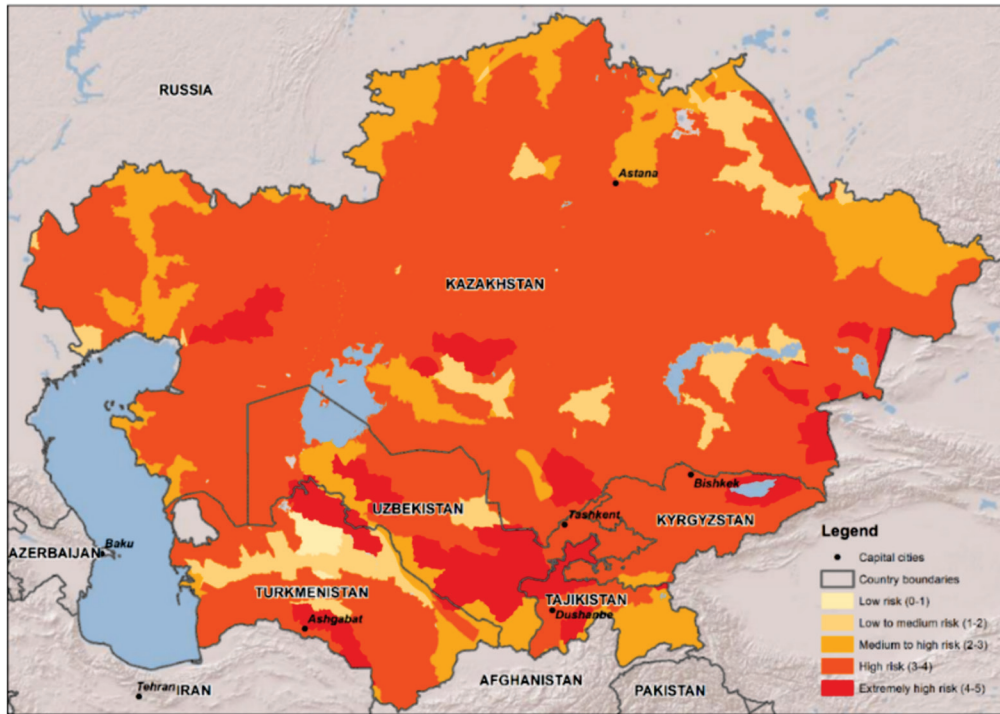 RUSSIA
Astana
KAZAKHSTAN
Bishkek
UZBEKISTAN
Tashkent
KYRGYZSTAN
AZERBAIJAN
Baku
TURKMENISTAN
TAJIKISTAN
Dushanbe
Ashgabat
AFGHANISTAN
PAKISTAN
Tehran
IRAN
Legend
Capital cities
Country boundaries
Low risk (0-1)
Low to medium risk (1-2)
Medium to high risk (2-3)
High risk (3-4)
Extremely high risk (4-5)